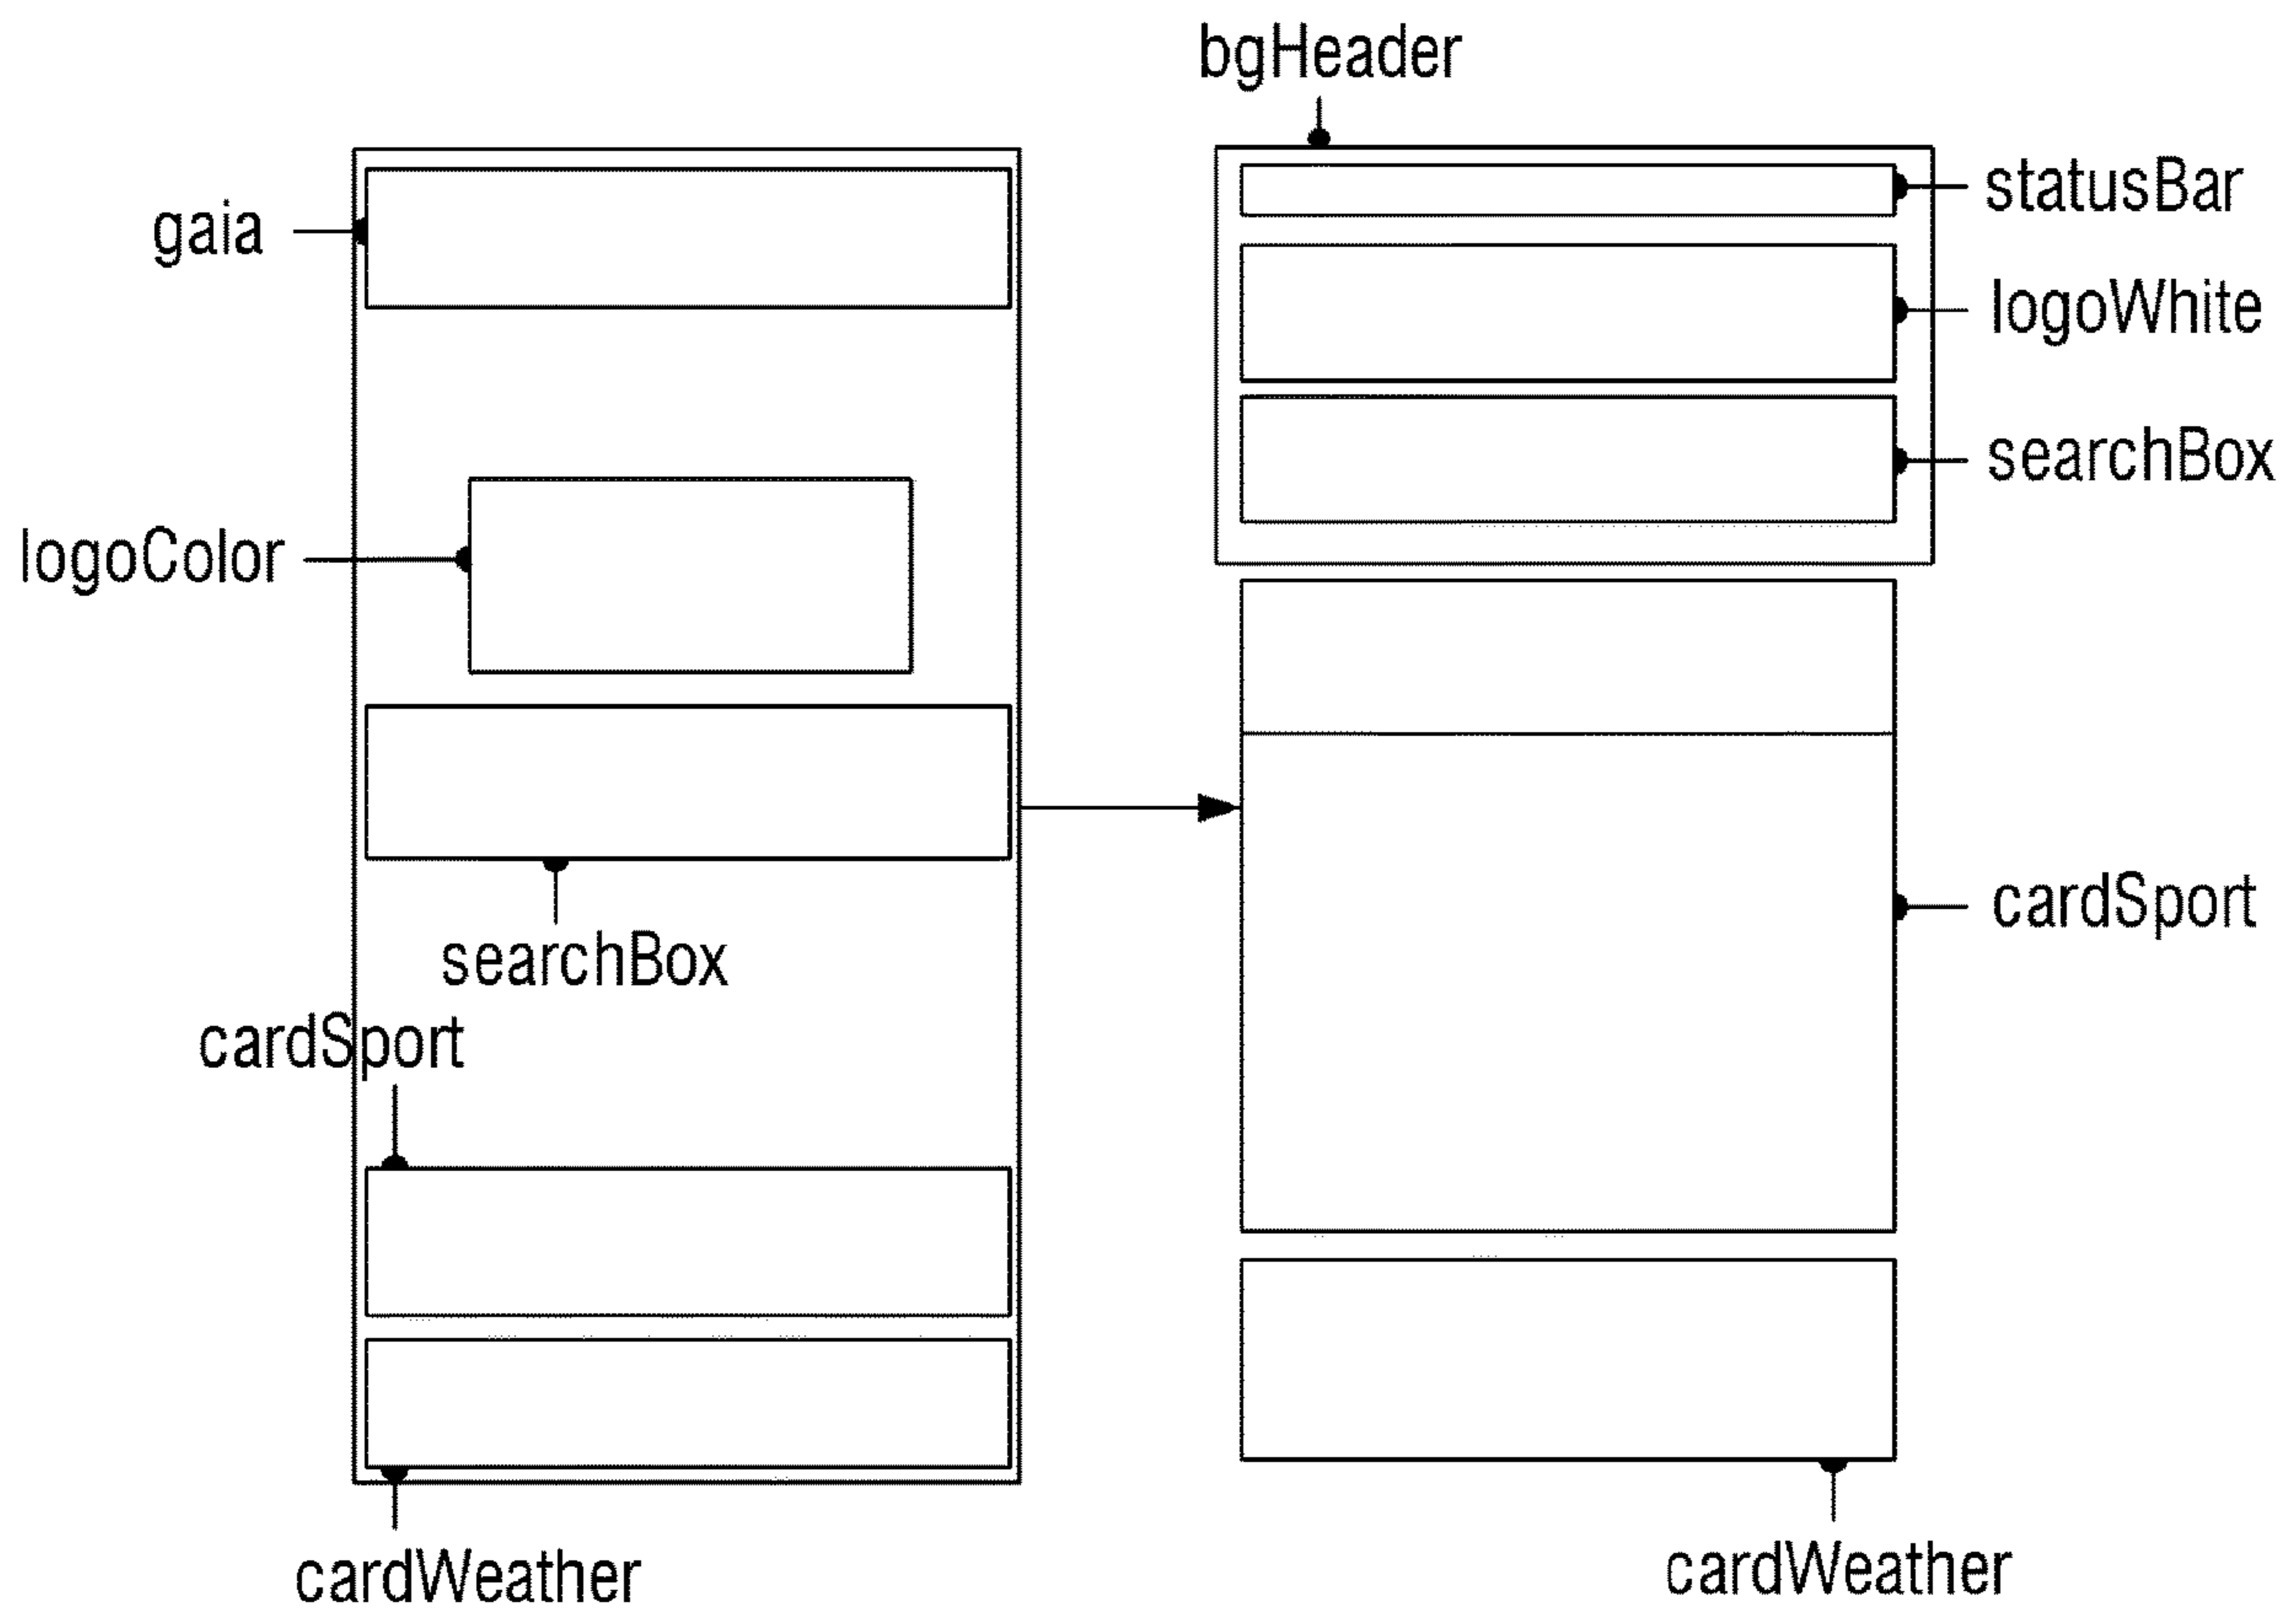 bgHeader
statusBar
gaia
logoWhite
searchBox
logoColor
cardSport
searchBox
cardSport
cardWeather
cardWeather